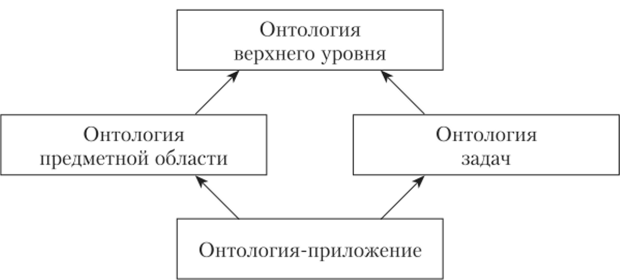 Онтология
верхнего уровня
Онтология
предметной области
Онтология
задач
Онтология-приложение